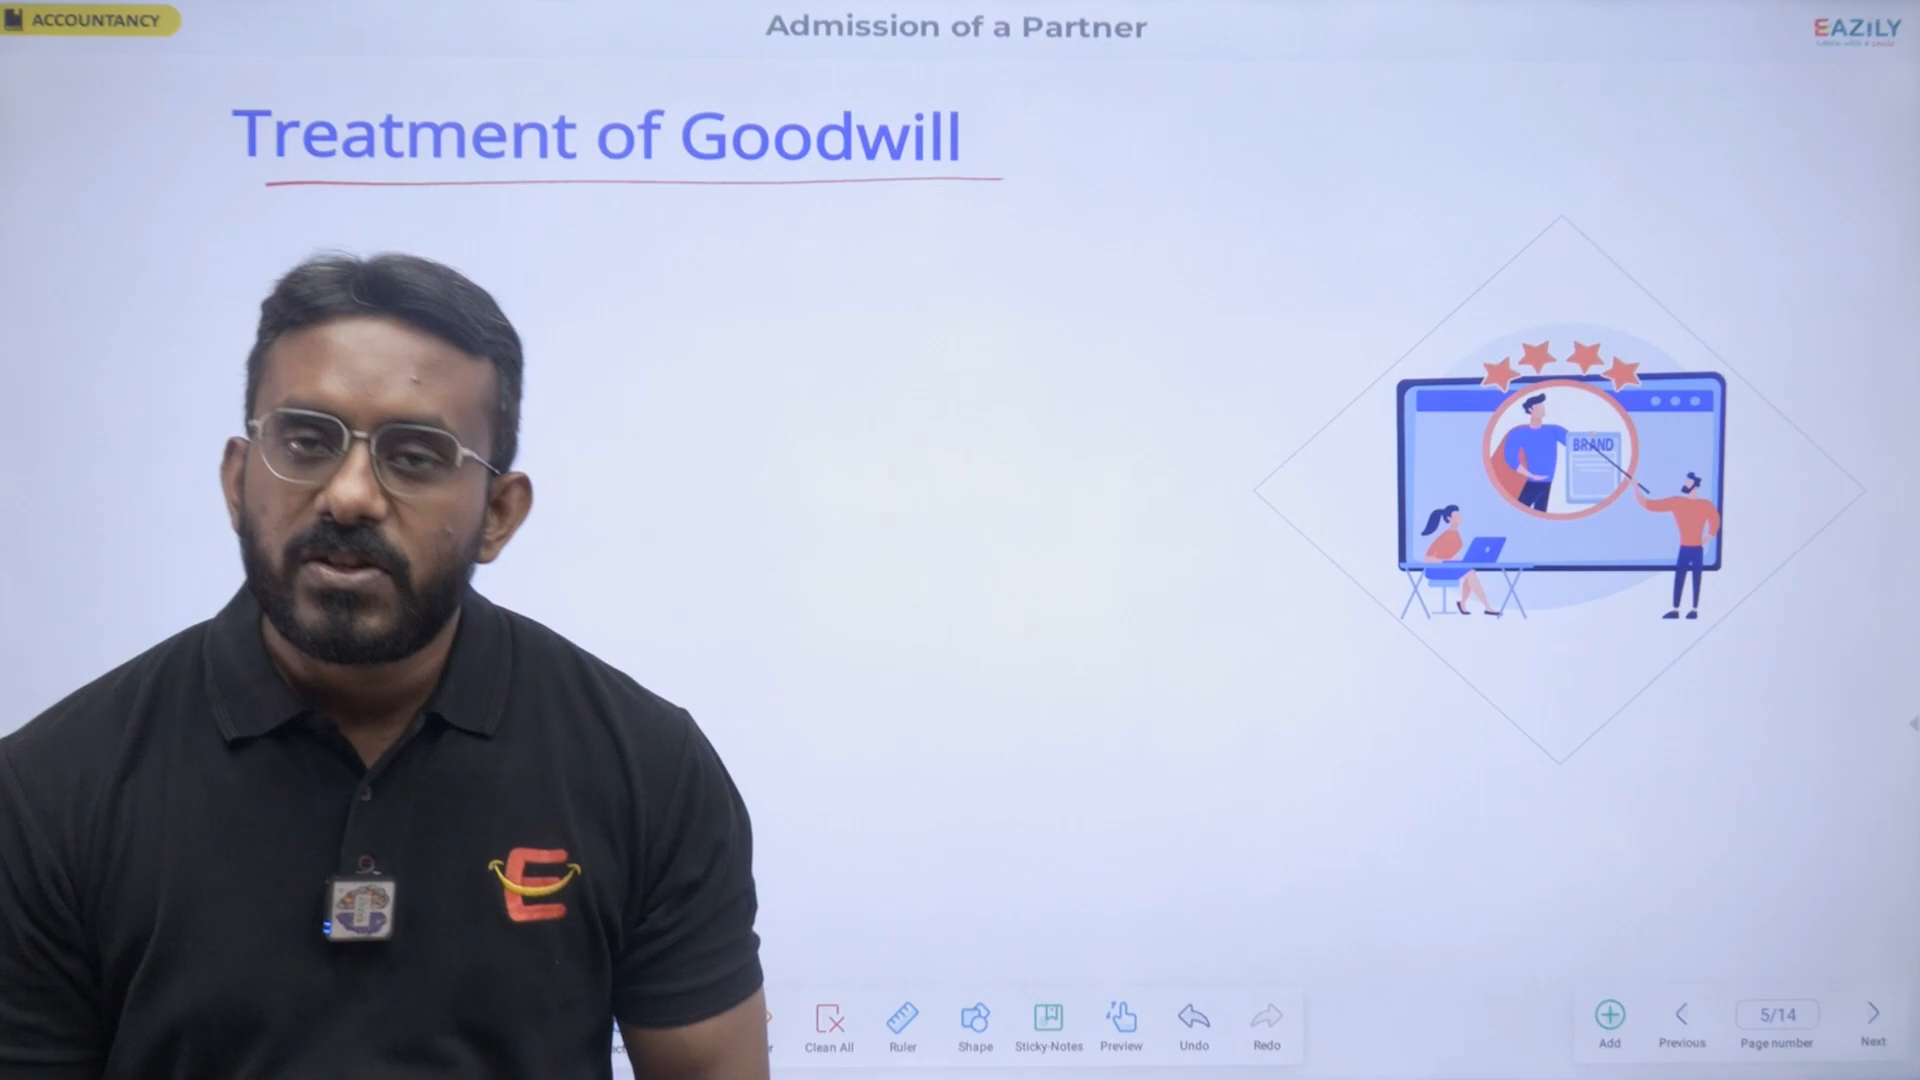 ACCOUNTANCY
Admission of a Partner
EAZILY
Treatment of Goodwill
BRAND
E
Clean All
Ruler
Shape
Sticky-Notes
Preview
Undo
Redo
Add
Previous
5/14
Page number
Next